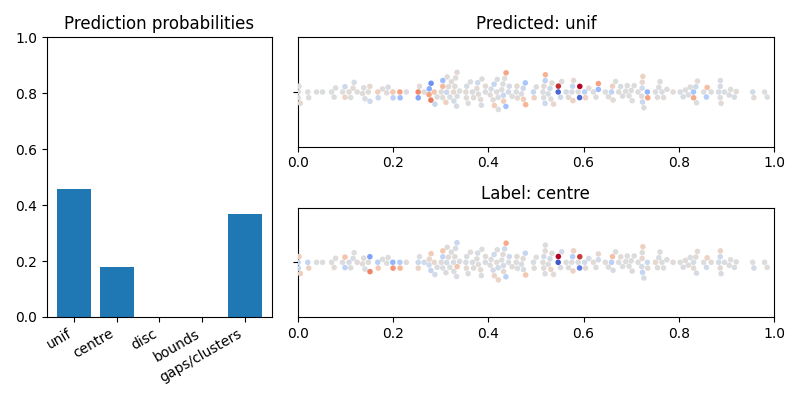 Prediction probabilities
1.0
0.8
0.6
0.4
0.2
0.0
unif
centre
disc
bounds
gaps/clusters
Predicted: unif
0.0 0.2 0.4 0.6 0.8 1.0
Label: centre
0.0 0.2 0.4 0.6 0.8 1.0